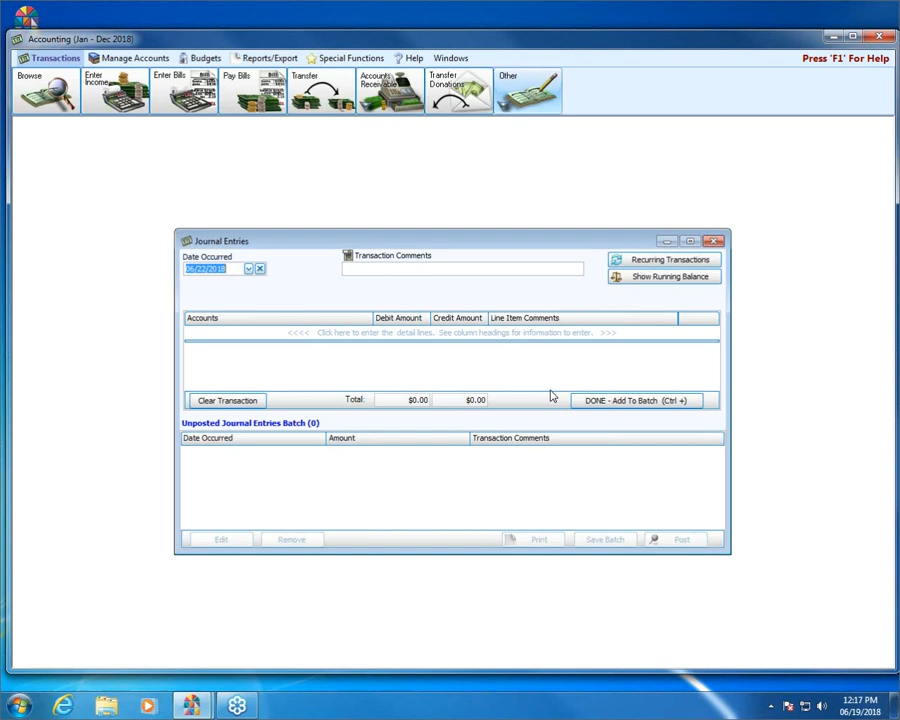 Accounting (Jan - Dec 2018)
Transactions Manage Accounts Budgets Reports/Export Special Functions Help Windows Press 'F1' For Help
Browse
Enter Income
Enter Bills
Pay Bills
Transfer
Accounts Receivable
Transfer Donations
Other
Journal Entries
Date Occurred
Transaction Comments
06/22/2018
Recurring Transactions
Show Running Balance
Accounts Debit Amount Credit Amount Line Item Comments
<<<< Click here to enter the detail lines. See column headings for information to enter. >>>
Clear Transaction Total: $0.00 $0.00 DONE - Add To Batch (Ctrl +)
Unposted Journal Entries Batch (0)
Date Occurred Amount Transaction Comments
Edit Remove Print Save Batch Post
12:17 PM
06/19/2018